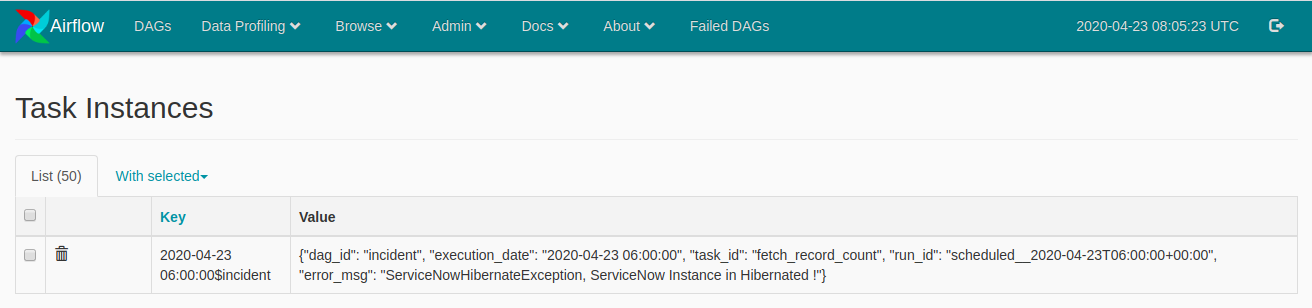 Airflow DAGs Data Profiling Browse Admin Docs About Failed DAGs 2020-04-23 08:05:23 UTC
Task Instances
List (50) With selected
Key Value
2020-04-23 {"dag_id": "incident", "execution_date": "2020-04-23 06:00:00", "task_id": "fetch_record_count", "run_id": "scheduled__2020-04-23T06:00:00+00:00",
06:00:00$incident "error_msg": "ServiceNowHibernateException, ServiceNow Instance in Hibernated !"}